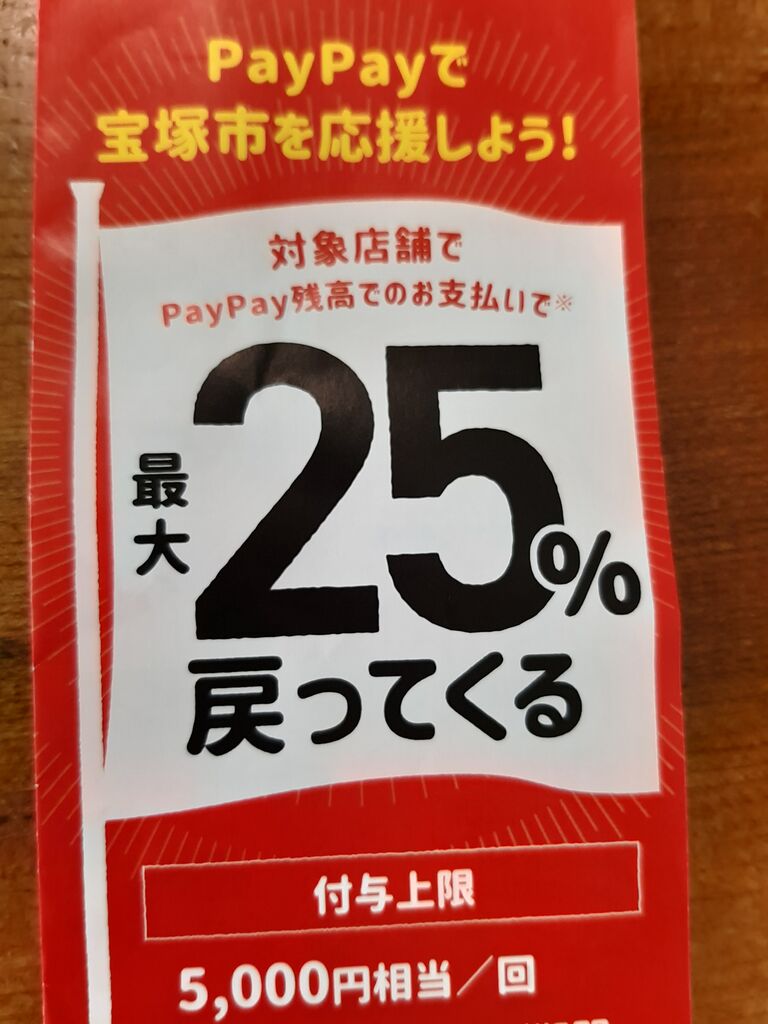 PayPayで
宝塚市を応援しよう!
対象店舗で
PayPay残高でのお支払いで※
最大
25%
戻ってくる
付与上限
5,000円相当/回